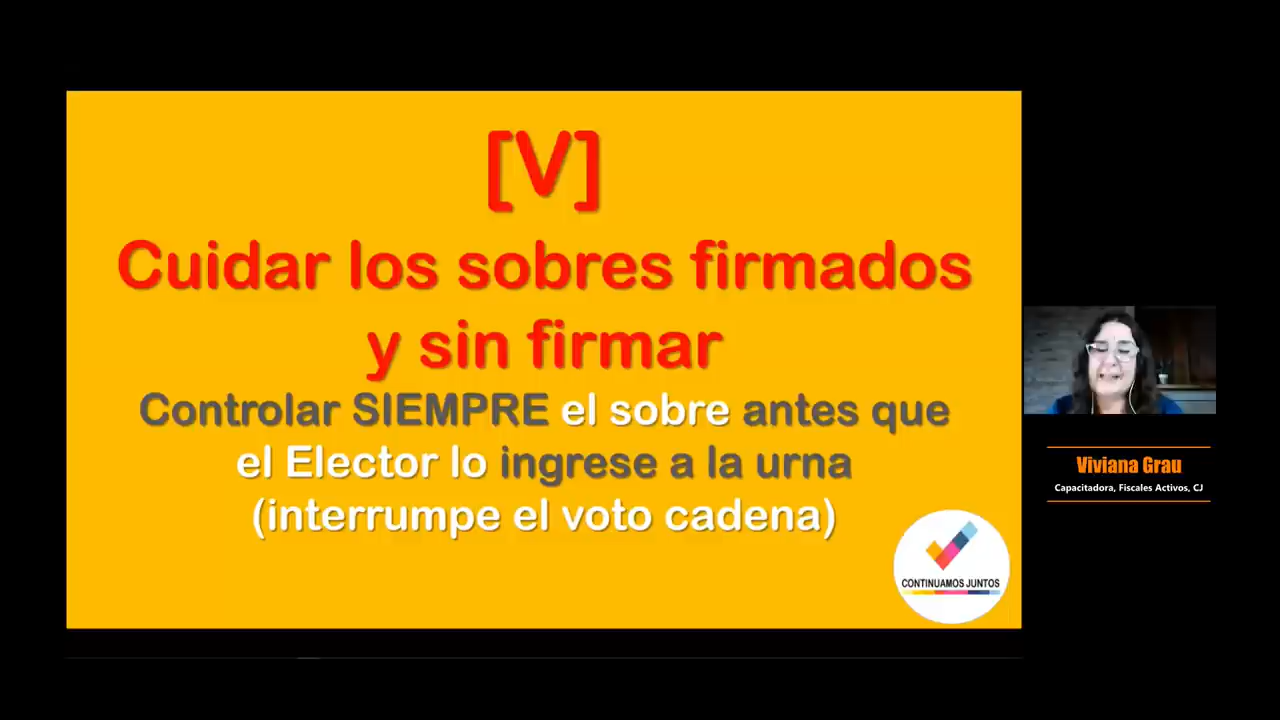 [V]
Cuidar los sobres firmados
y sin firmar
Controlar SIEMPRE el sobre antes que
el Elector lo ingrese a la urna
(interrumpe el voto cadena)
CONTINUAMOS JUNTOS
Viviana Grau
Capacitadora, Fiscales Activos, CJ